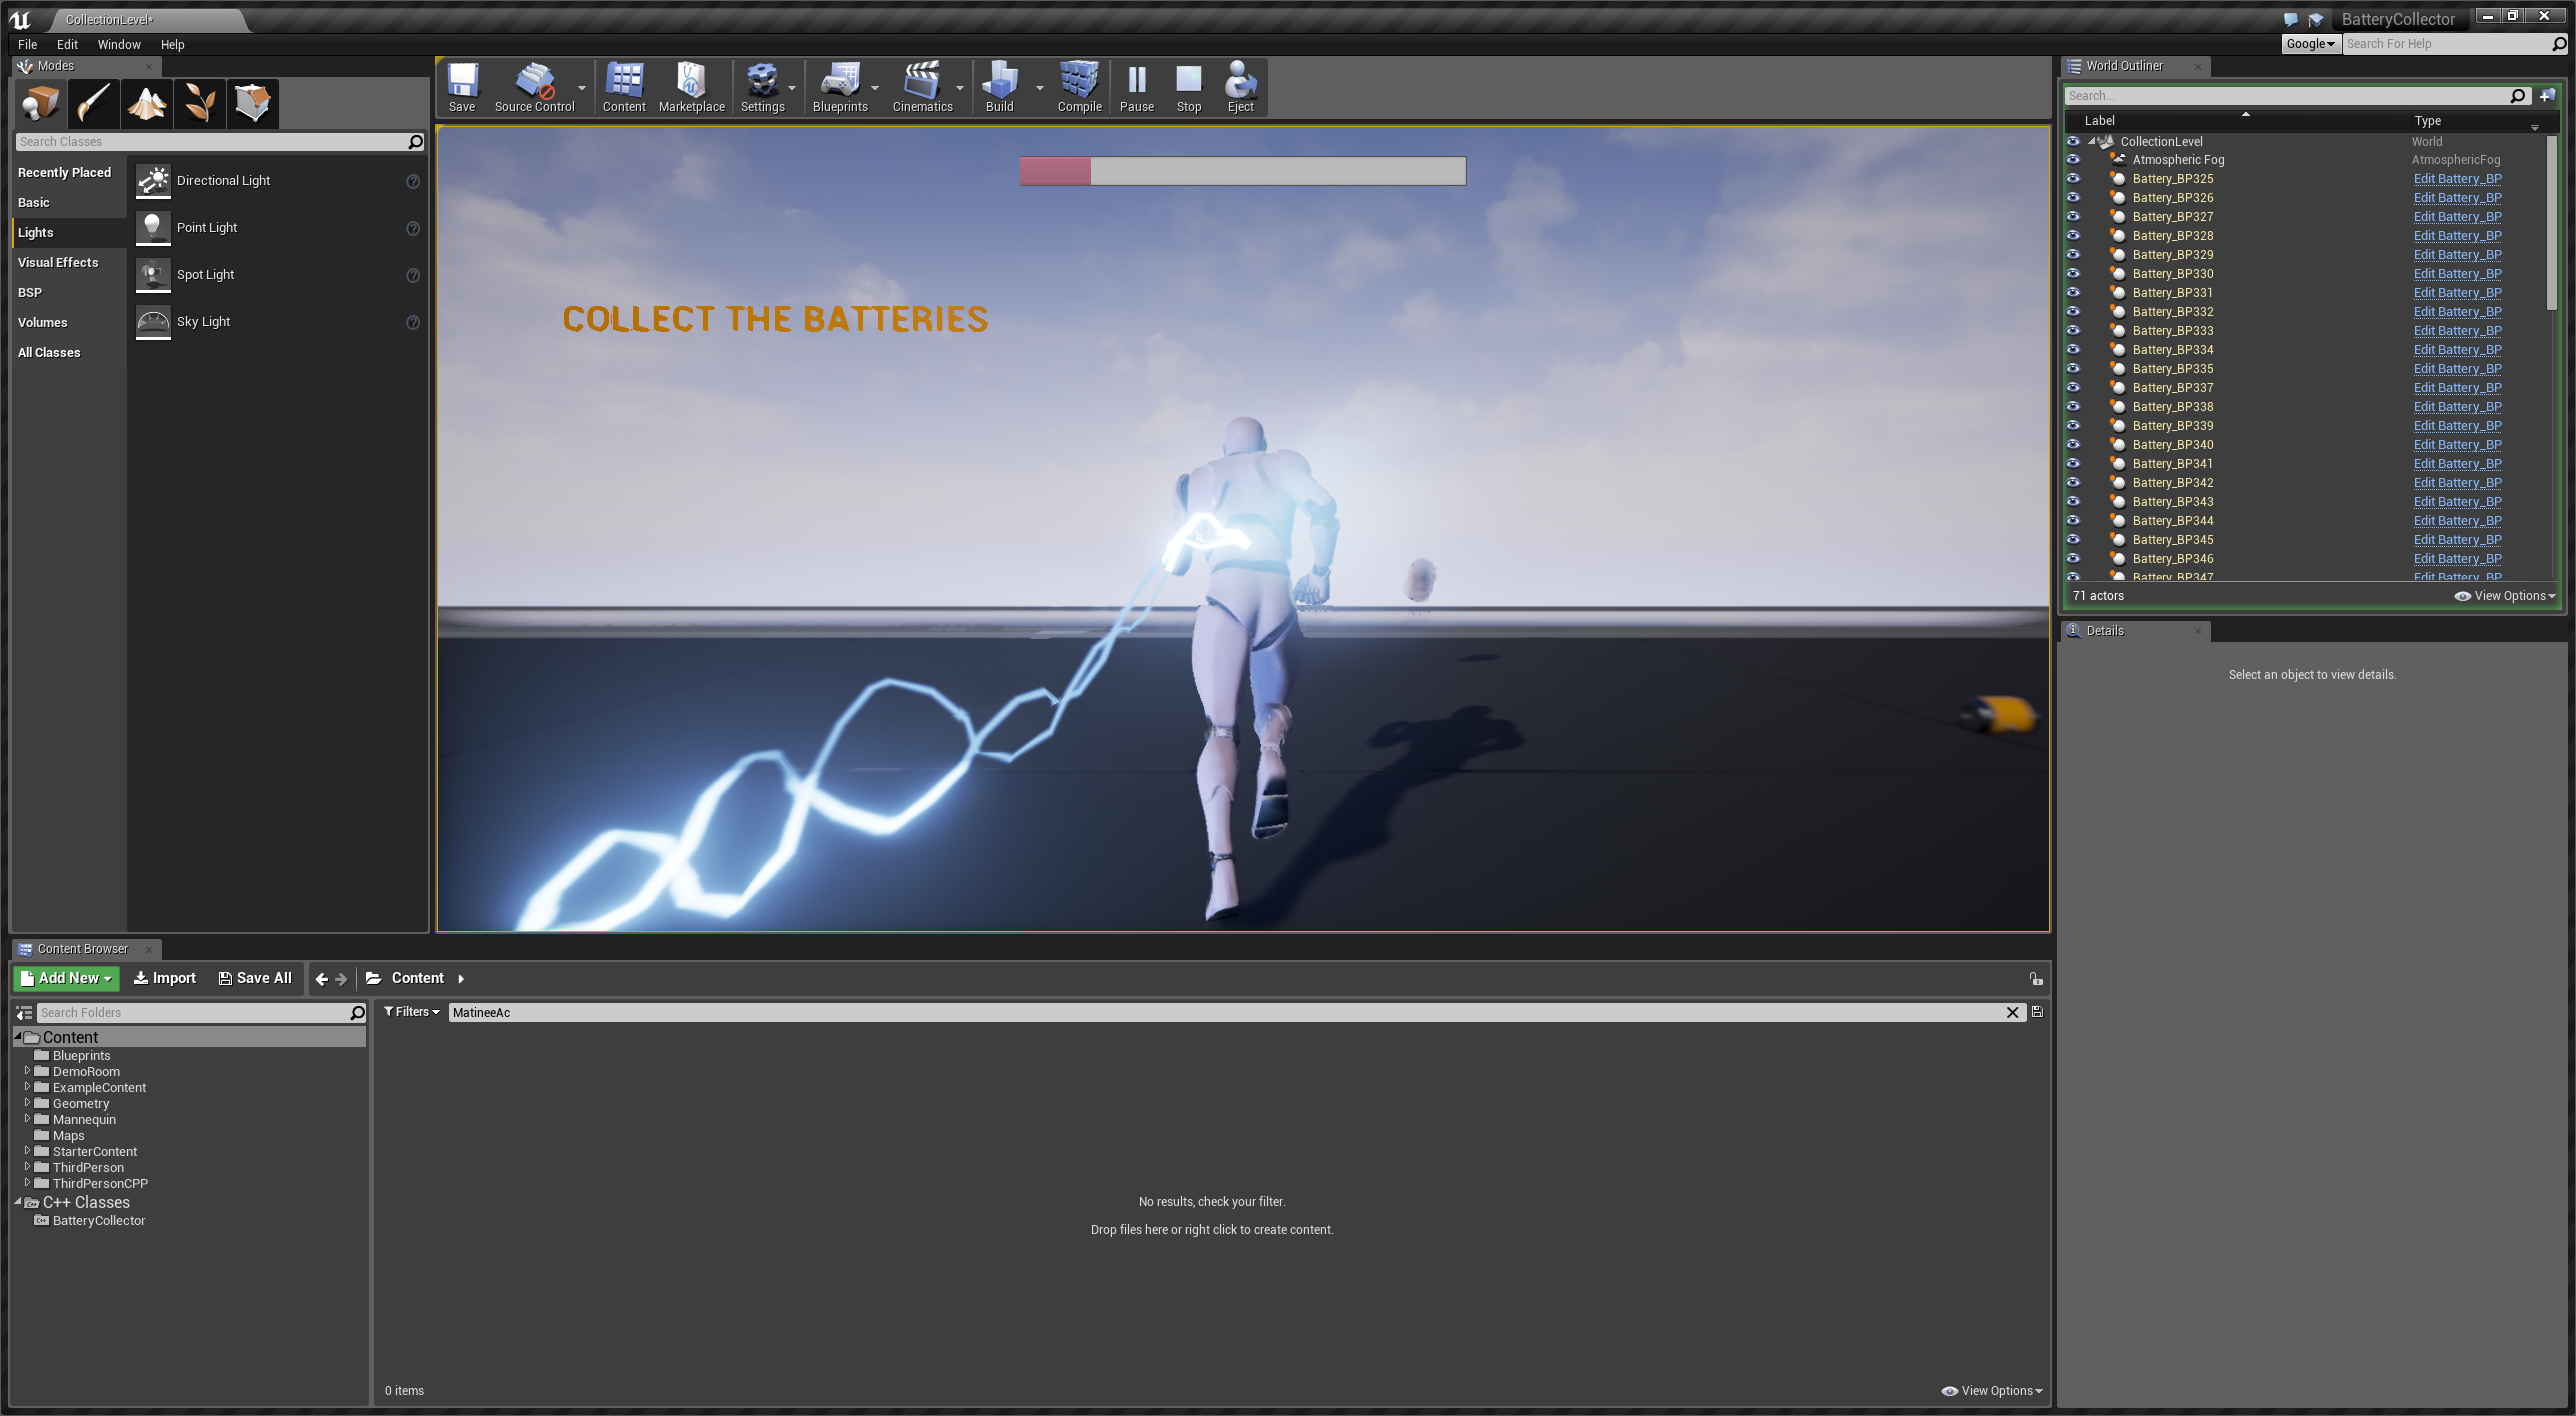 CollectionLevel*
BatteryCollector
File Edit Window Help
Google
Search For Help
Modes
Search Classes
Recently Placed
Basic
Lights
Visual Effects
BSP
Volumes
All Classes
Directional Light
Point Light
Spot Light
Sky Light
Save
Source Control
Content
Marketplace
Settings
Blueprints
Cinematics
Build
Compile
Pause
Stop
Eject
COLLECT THE BATTERIES
World Outliner
Search...
Label Type
CollectionLevel World
Atmospheric Fog AtmosphericFog
Battery_BP325 Edit Battery_BP
Battery_BP326 Edit Battery_BP
Battery_BP327 Edit Battery_BP
Battery_BP328 Edit Battery_BP
Battery_BP329 Edit Battery_BP
Battery_BP330 Edit Battery_BP
Battery_BP331 Edit Battery_BP
Battery_BP332 Edit Battery_BP
Battery_BP333 Edit Battery_BP
Battery_BP334 Edit Battery_BP
Battery_BP335 Edit Battery_BP
Battery_BP337 Edit Battery_BP
Battery_BP338 Edit Battery_BP
Battery_BP339 Edit Battery_BP
Battery_BP340 Edit Battery_BP
Battery_BP341 Edit Battery_BP
Battery_BP342 Edit Battery_BP
Battery_BP343 Edit Battery_BP
Battery_BP344 Edit Battery_BP
Battery_BP345 Edit Battery_BP
Battery_BP346 Edit Battery_BP
Battery_BP347 Edit Battery_BP
71 actors
View Options
Details
Select an object to view details.
Content Browser
Add New Import Save All Content
Search Folders
Content
Blueprints
DemoRoom
ExampleContent
Geometry
Mannequin
Maps
StarterContent
ThirdPerson
ThirdPersonCPP
C++ Classes
BatteryCollector
Filters
MatineeAc
No results, check your filter.
Drop files here or right click to create content.
0 items
View Options